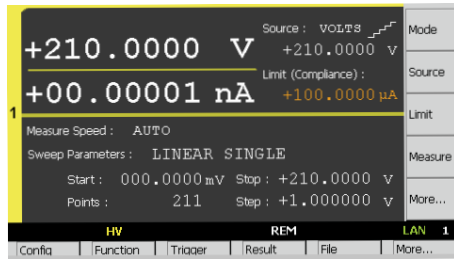 Source : VOLTS
Mode
+210.0000 V
+210.0000 V
Limit (Compliance) :
Source
+00.00001 nA
+100.0000 µA
1
Limit
Measure Speed : AUTO
Sweep Parameters : LINEAR SINGLE
Measure
Start : 000.0000 mV Stop : +210.0000 V
Points : 211 Step : +1.000000 V
More...
HV REM LAN 1
Config Function Trigger Result File More...